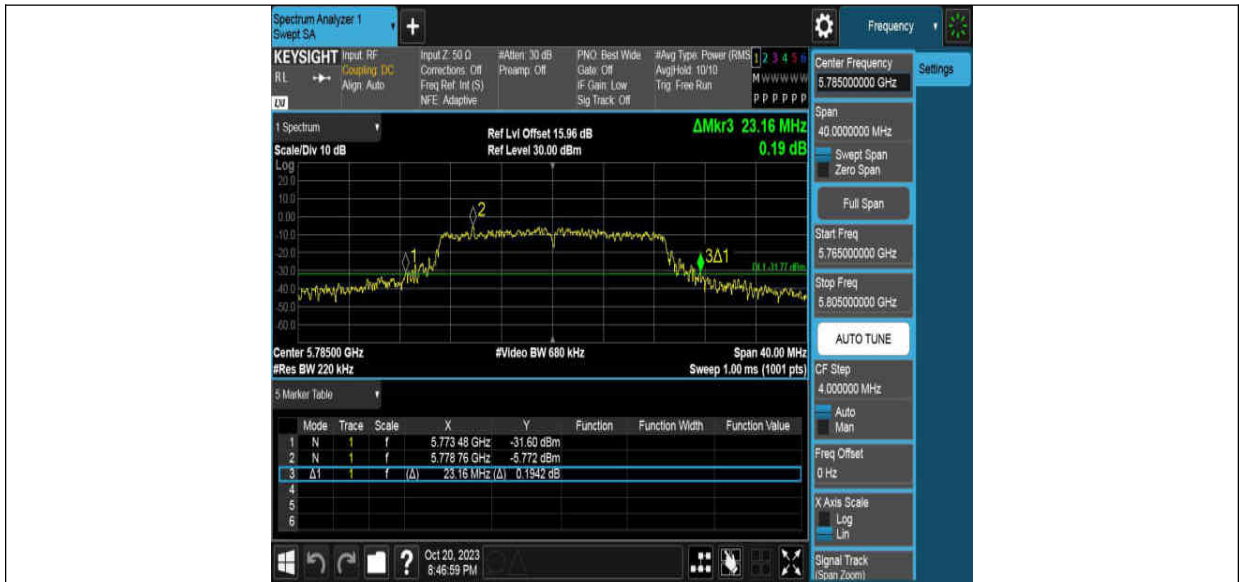 Spectrum Analyzer 1
Swept SA
+
Frequency
KEYSIGHT
RL
LXI
Input: RF
Coupling: DC
Align: Auto
Input Z: 50 Ω
Corrections: Off
Freq Ref: Int (S)
NFE: Adaptive
#Atten: 30 dB
Preamp: Off
PNO: Best Wide
Gate: Off
IF Gain: Low
Sig Track: Off
#Avg Type: Power (RMS
Avg|Hold: 10/10
Trig: Free Run
1 2 3 4 5 6
M W W W W W
P P P P P P
Center Frequency
5.785000000 GHz
Settings
Span
40.0000000 MHz
Swept Span
Zero Span
Full Span
Start Freq
5.765000000 GHz
Stop Freq
5.805000000 GHz
AUTO TUNE
CF Step
4.000000 MHz
Auto
Man
Freq Offset
0 Hz
X Axis Scale
Log
Lin
Signal Track
(Span Zoom)
1 Spectrum
Scale/Div 10 dB
Ref Lvl Offset 15.96 dB
Ref Level 30.00 dBm
ΔMkr3 23.16 MHz
0.19 dB
Log
20.0
10.0
0.00
-10.0
-20.0
-30.0
-40.0
-50.0
-60.0
1
2
3Δ1
DL1 -31.77 dBm
Center 5.78500 GHz
#Res BW 220 kHz
#Video BW 680 kHz
Span 40.00 MHz
Sweep 1.00 ms (1001 pts)
5 Marker Table
Mode Trace Scale X Y Function Function Width Function Value
1 N 1 f 5.773 48 GHz -31.60 dBm
2 N 1 f 5.778 76 GHz -5.772 dBm
3 Δ1 1 f (Δ) 23.16 MHz (Δ) 0.1942 dB
4
5
6
?
Oct 20, 2023
8:46:59 PM